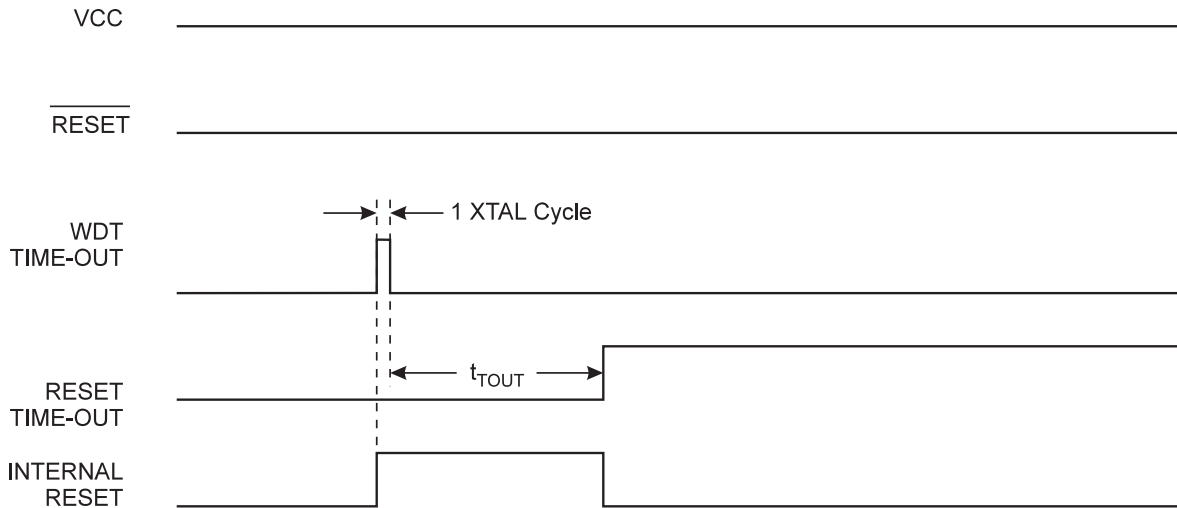 VCC
RESET
1 XTAL Cycle
WDT
TIME-OUT
tTOUT
RESET
TIME-OUT
INTERNAL
RESET